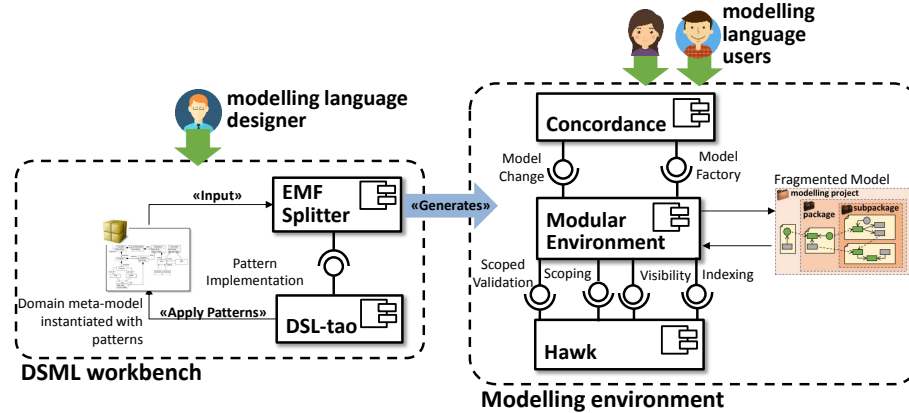 modelling language
designer
«Input»
EMF
Splitter
Pattern
Implementation
Domain meta-model
instantiated with
patterns
«Apply Patterns»
DSL-tao
DSML workbench
«Generates»
modelling
language
users
Concordance
Model
Change
Model
Factory
Modular
Environment
Fragmented Model
modelling project
package
subpackage
Scoped
Validation
Scoping
Visibility
Indexing
Hawk
Modelling environment